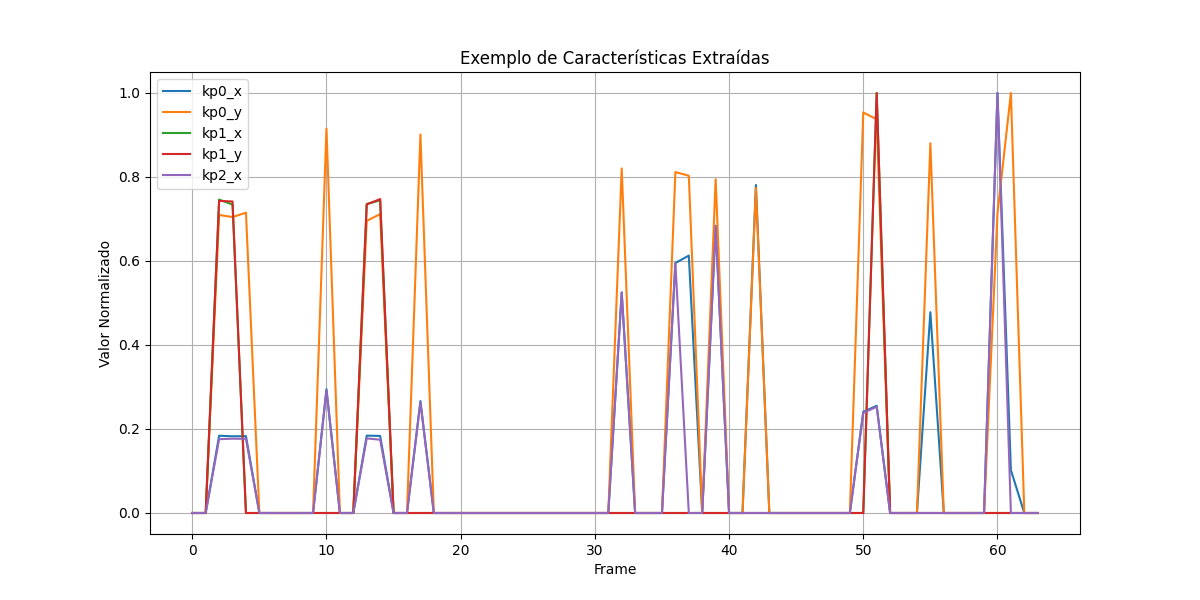 Exemplo de Características Extraídas
kp0_x
kp0_y
kp1_x
kp1_y
kp2_x
Valor Normalizado
1.0
0.8
0.6
0.4
0.2
0.0
0 10 20 30 40 50 60
Frame